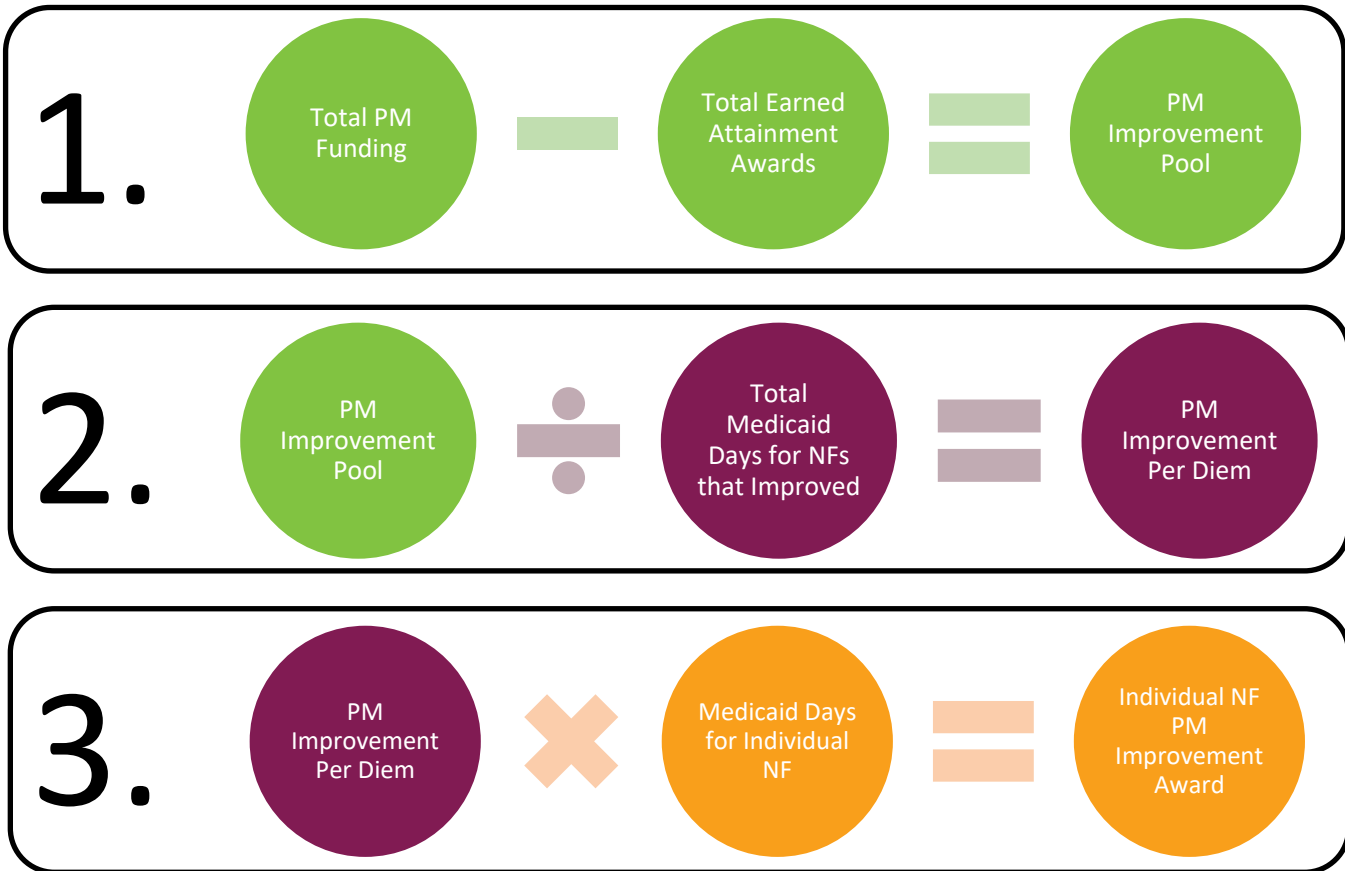 1.
Total PM
Funding
Total Earned
Attainment
Awards
PM
Improvement
Pool
2.
PM
Improvement
Pool
Total
Medicaid
Days for NFs
that Improved
PM
Improvement
Per Diem
3.
PM
Improvement
Per Diem
Medicaid Days
for Individual
NF
Individual NF
PM
Improvement
Award